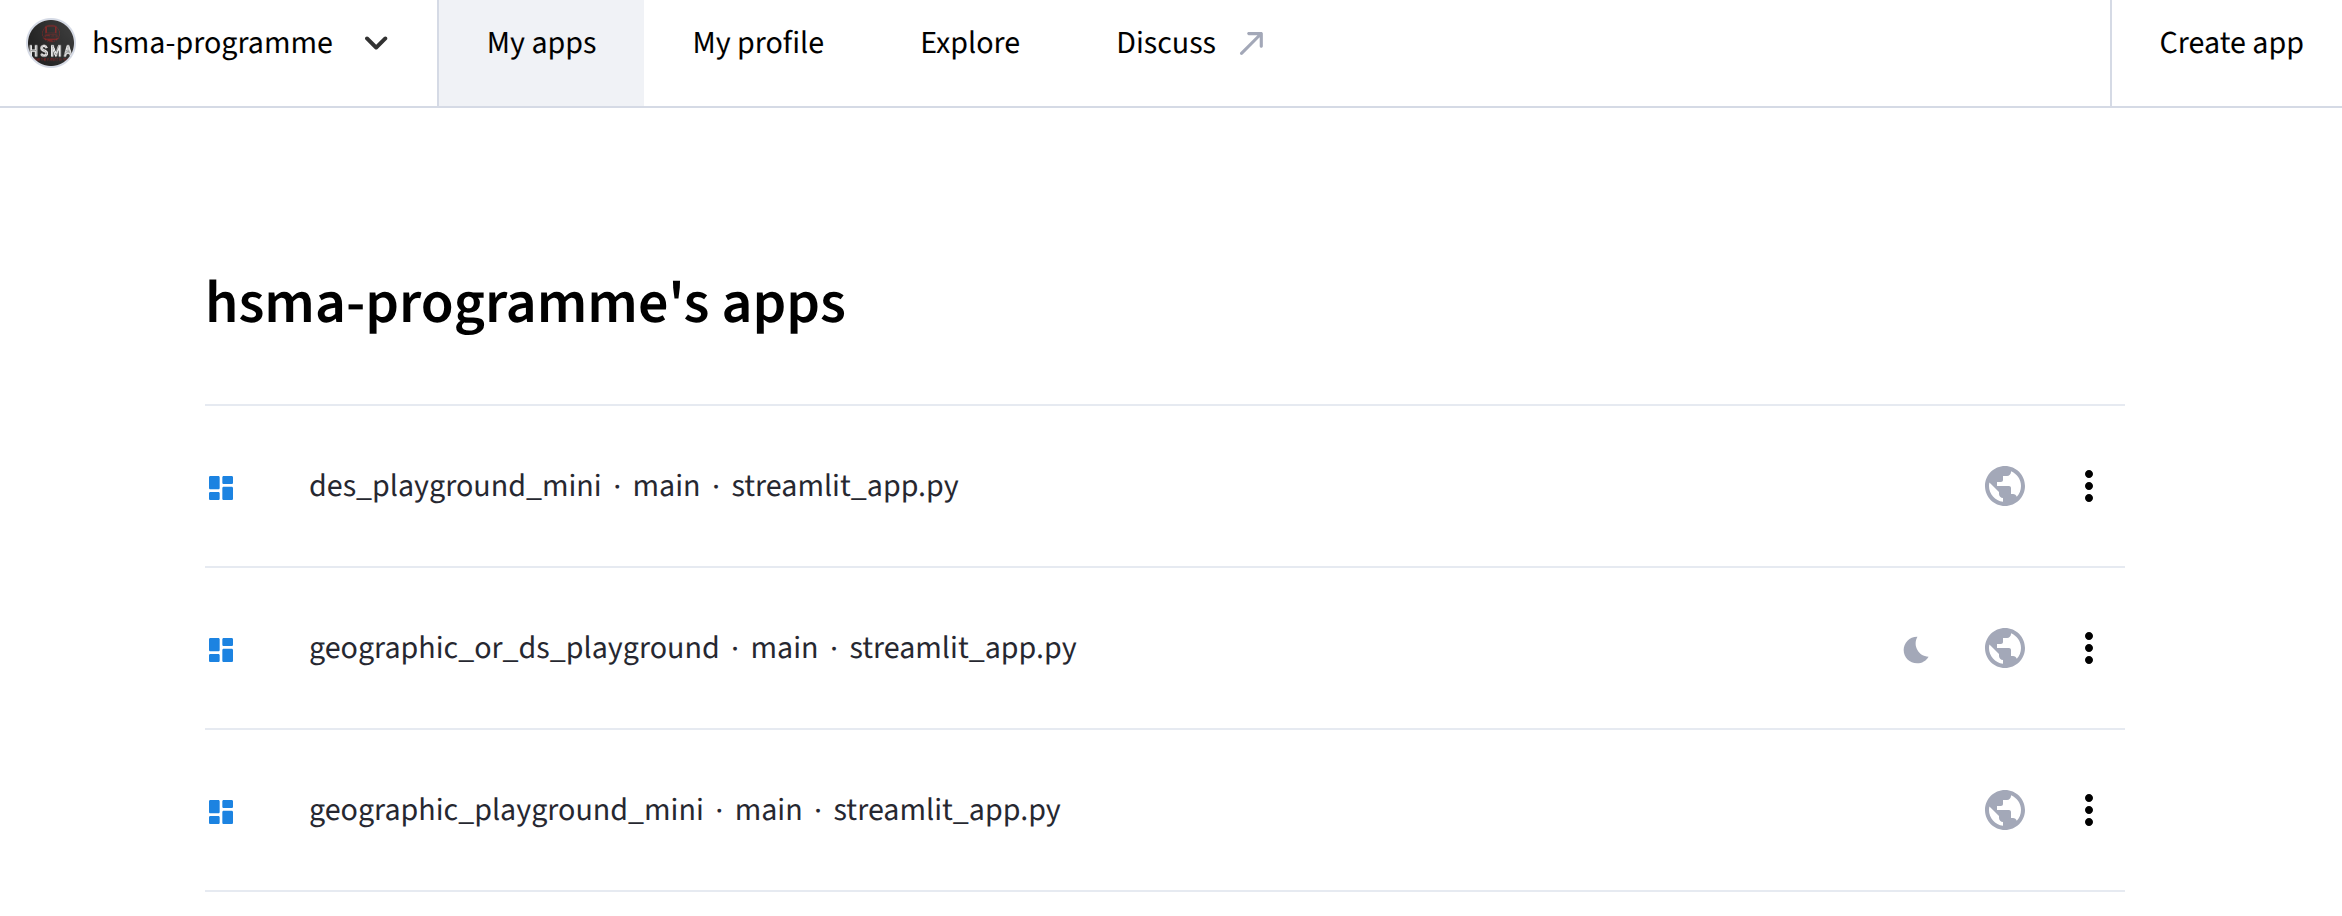 HSMA hsma-programme My apps My profile Explore Discuss Create app
hsma-programme's apps
des_playground_mini · main · streamlit_app.py
geographic_or_ds_playground · main · streamlit_app.py
geographic_playground_mini · main · streamlit_app.py